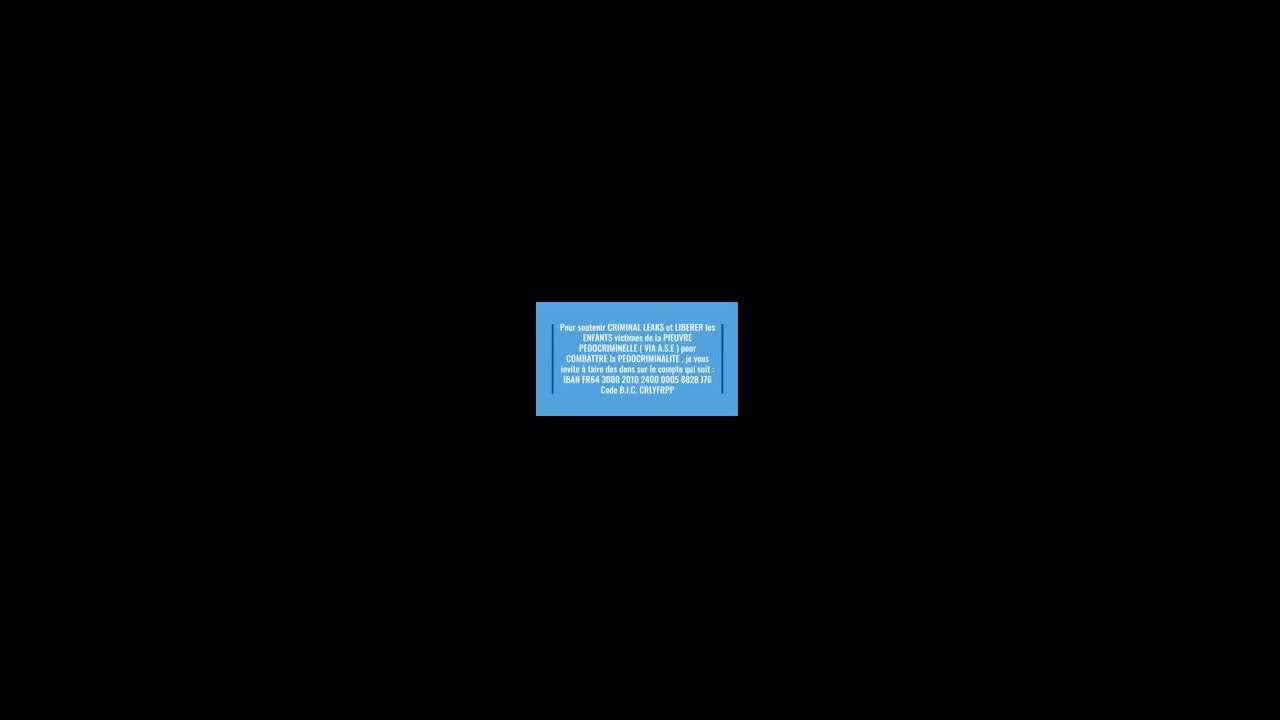 Pour soutenir CRIMINAL LEAKS et LIBERER les
ENFANTS victimes de la PIEUVRE
PEDOCRIMINELLE ( VIA A.S.E ) pour
COMBATTRE la PEDOCRIMINALITE , je vous
invite à faire des dons sur le compte qui suit :
IBAN FR64 3000 2010 2400 0005 8828 J76
Code B.I.C. CRLYFRPP